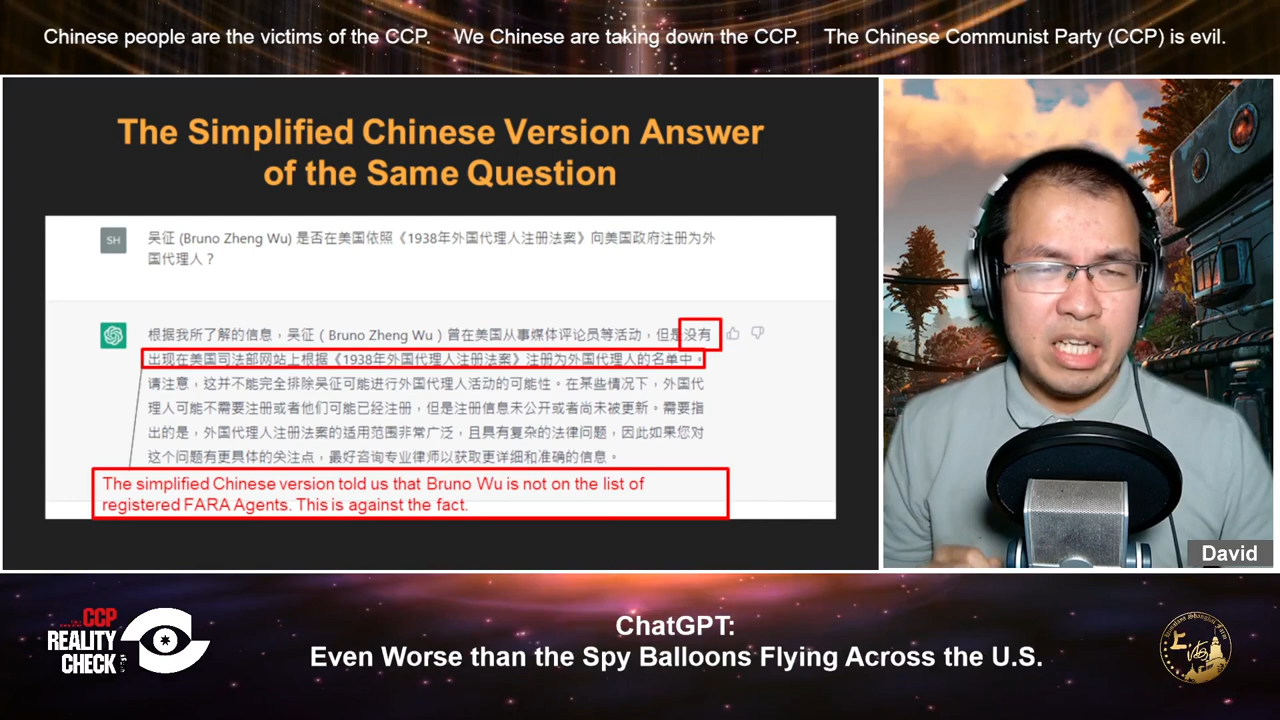 Chinese people are the victims of the CCP. We Chinese are taking down the CCP. The Chinese Communist Party (CCP) is evil.
The Simplified Chinese Version Answer
of the Same Question
SH
吴征 (Bruno Zheng Wu) 是否在美国依照《1938年外国代理人注册法案》向美国政府注册为外
国代理人？
根据我所了解的信息，吴征（Bruno Zheng Wu）曾在美国从事媒体评论员等活动，但是没有
出现在美国司法部网站上根据《1938年外国代理人注册法案》注册为外国代理人的名单中。
请注意，这并不能完全排除吴征可能进行外国代理人活动的可能性。在某些情况下，外国代
理人可能不需要注册或者他们可能已经注册，但是注册信息未公开或者尚未被更新。需要指
出的是，外国代理人注册法案的适用范围非常广泛，且具有复杂的法律问题，因此如果您对
这个问题有更具体的关注点，最好咨询专业律师以获取更详细和准确的信息。
The simplified Chinese version told us that Bruno Wu is not on the list of
registered FARA Agents. This is against the fact.
David
CCP
REALITY
CHECK
ChatGPT:
Even Worse than the Spy Balloons Flying Across the U.S.